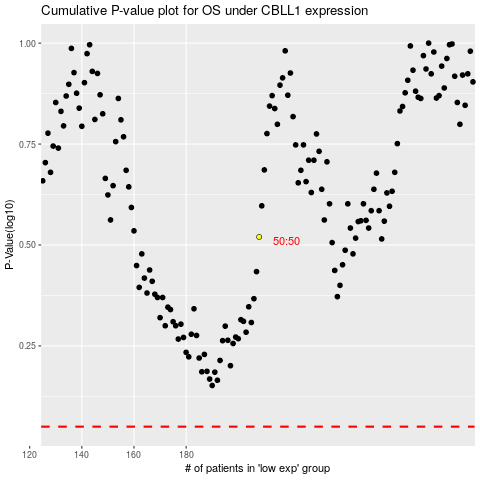 Cumulative P-value plot for OS under CBLL1 expression
1.00
0.75
0.50
0.25
P-Value(log10)
50:50
120 140 160 180
# of patients in 'low exp' group